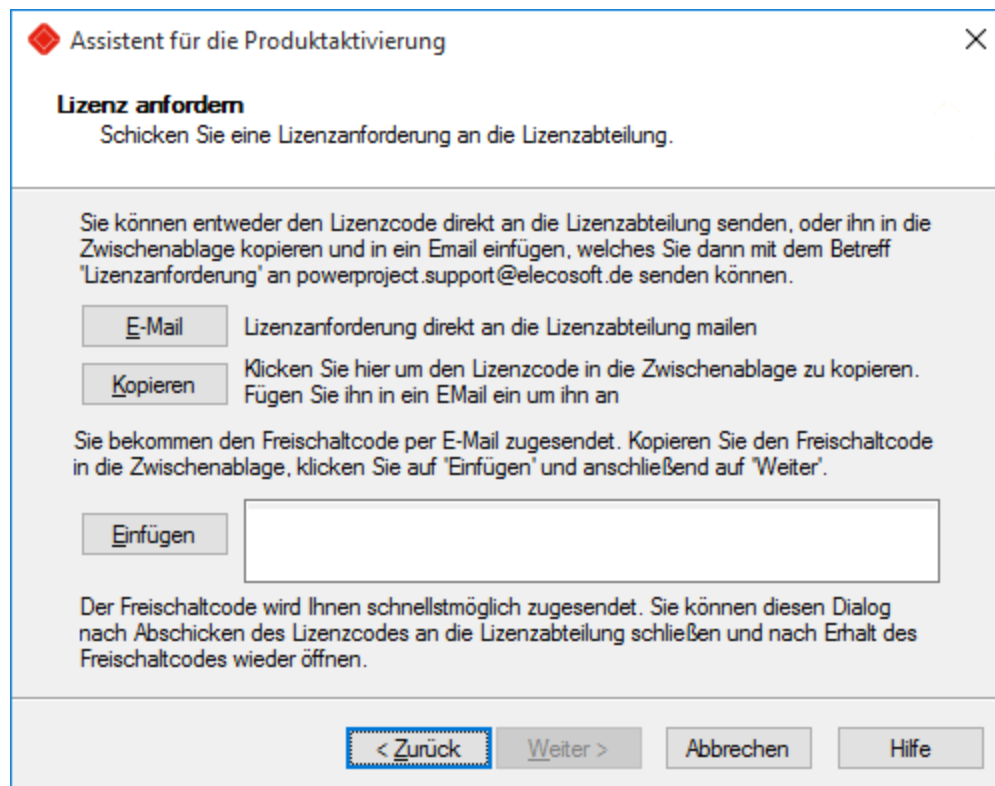 Assistent für die Produktaktivierung
Lizenz anfordern
Schicken Sie eine Lizenzanforderung an die Lizenzabteilung.
Sie können entweder den Lizenzcode direkt an die Lizenzabteilung senden, oder ihn in die
Zwischenablage kopieren und in ein Email einfügen, welches Sie dann mit dem Betreff
'Lizenzanforderung' an powerproject.support@elecosoft.de senden können.
E-Mail
Lizenzanforderung direkt an die Lizenzabteilung mailen
Kopieren
Klicken Sie hier um den Lizenzcode in die Zwischenablage zu kopieren.
Fügen Sie ihn in ein EMail ein um ihn an
Sie bekommen den Freischaltcode per E-Mail zugesendet. Kopieren Sie den Freischaltcode
in die Zwischenablage, klicken Sie auf 'Einfügen' und anschließend auf 'Weiter'.
Einfügen
Der Freischaltcode wird Ihnen schnellstmöglich zugesendet. Sie können diesen Dialog
nach Abschicken des Lizenzcodes an die Lizenzabteilung schließen und nach Erhalt des
Freischaltcodes wieder öffnen.
< Zurück
Weiter >
Abbrechen
Hilfe